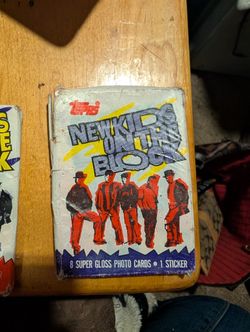 Topps
NEW KIDS
ON THE
BLOCK
8 SUPER GLOSS PHOTO CARDS • 1 STICKER